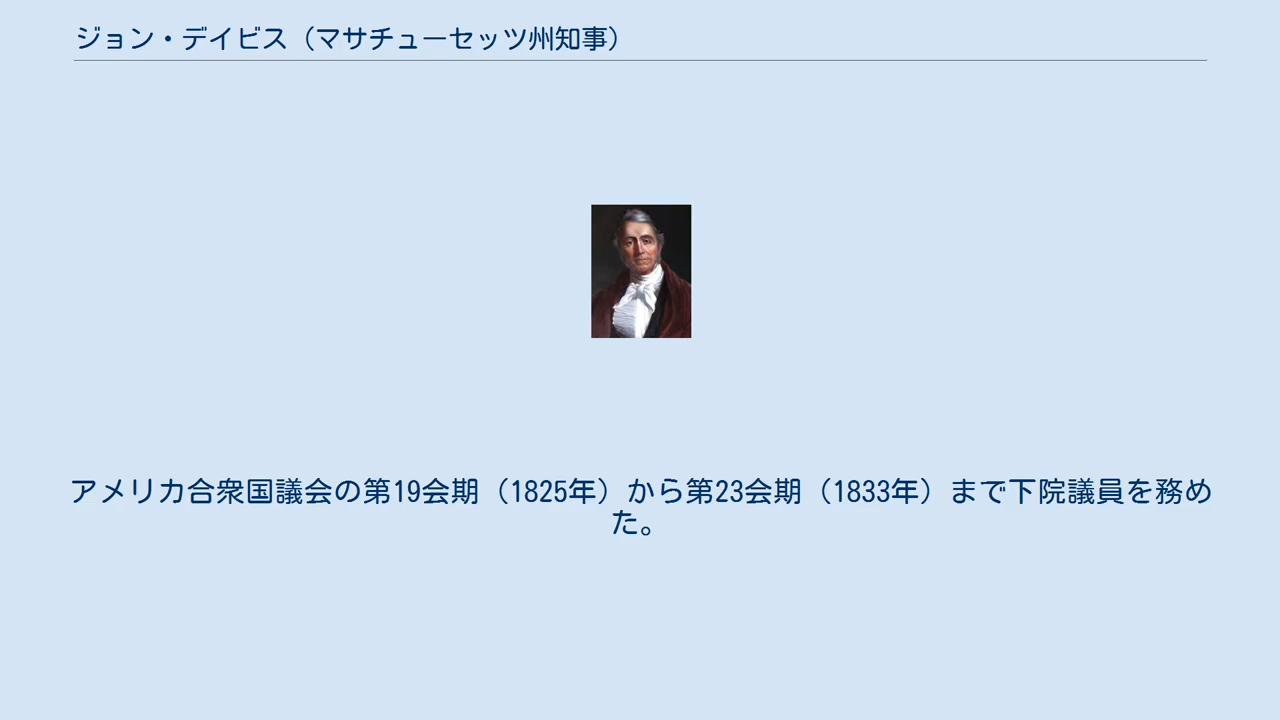 ジョン・デイビス（マサチューセッツ州知事）
アメリカ合衆国議会の第19会期（1825年）から第23会期（1833年）まで下院議員を務め
た。